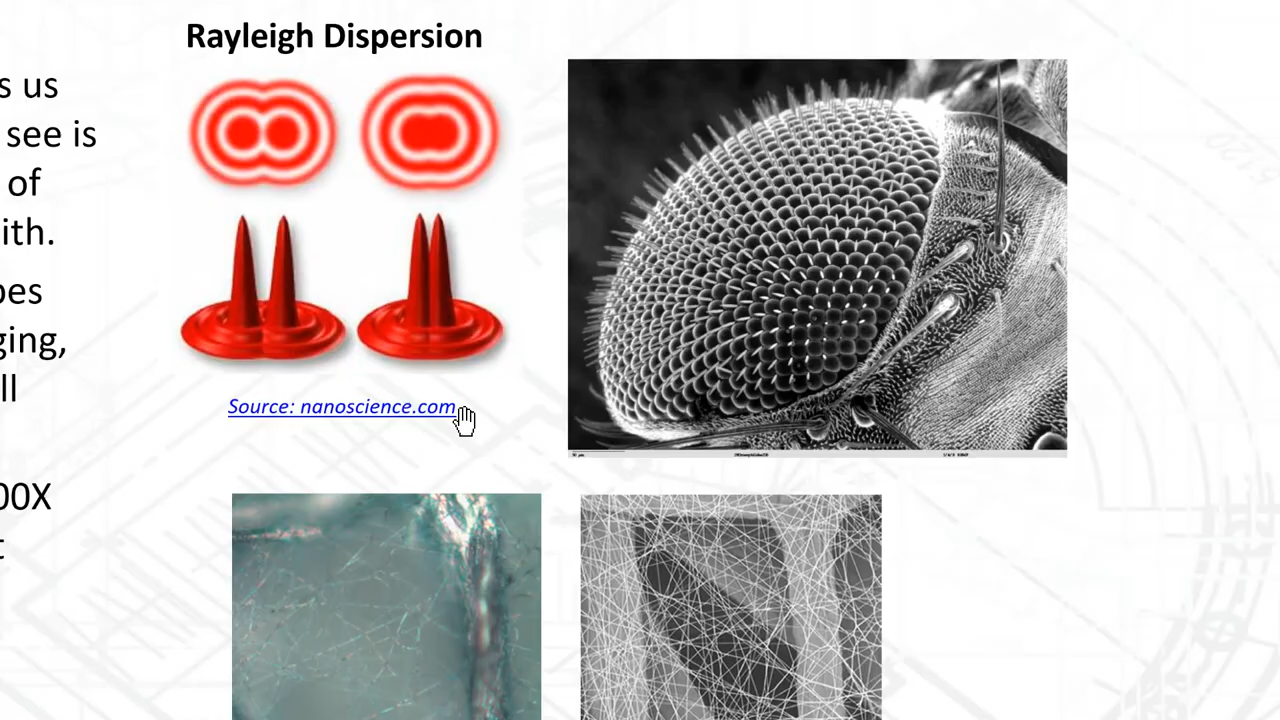 Rayleigh Dispersion
s us
see is
of
ith.
pes
ging,
ll
Source: nanoscience.com
00X
t